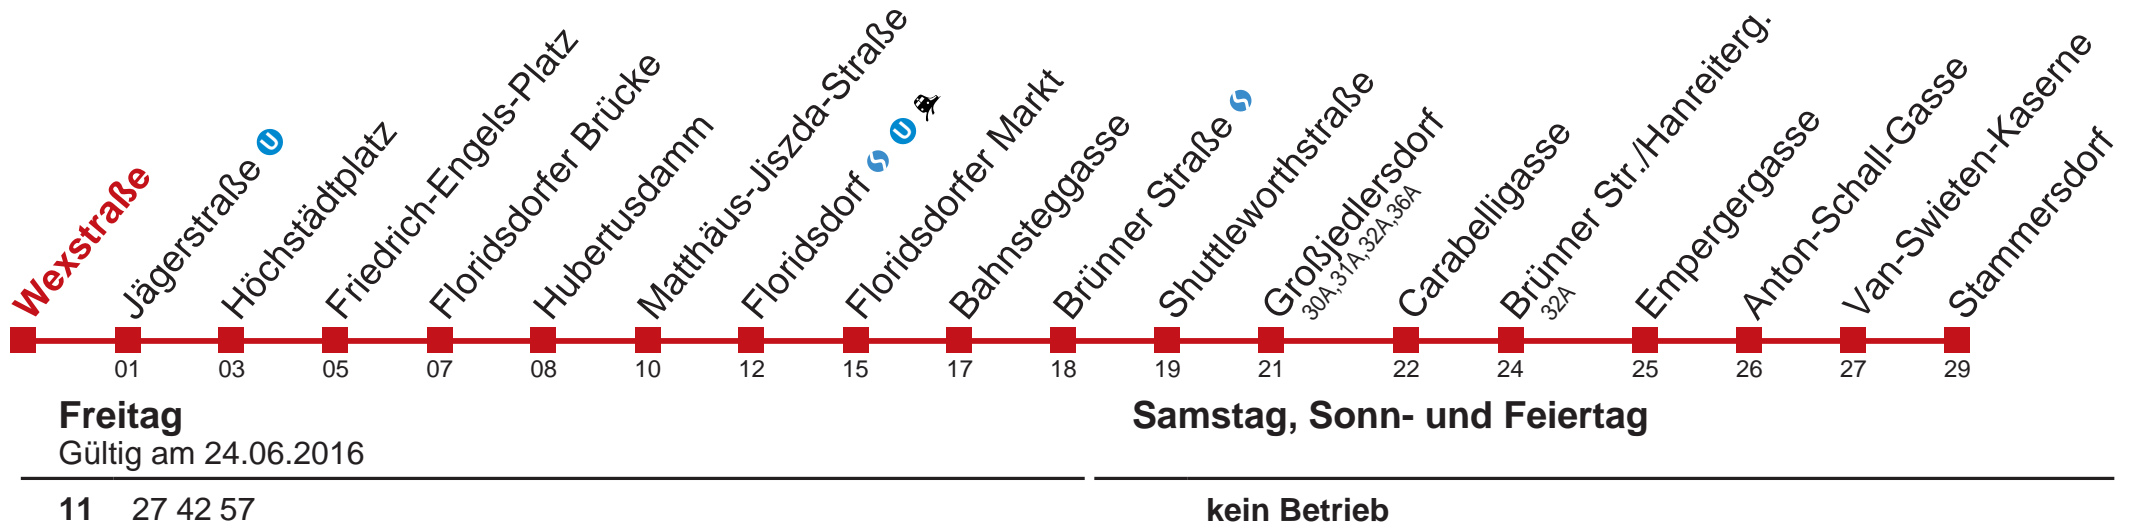 Wexstraße
Jägerstraße U
Höchstädtplatz
Friedrich-Engels-Platz
Floridsdorfer Brücke
Hubertusdamm
Matthäus-Jiszda-Straße
Floridsdorf U
Floridsdorfer Markt
Bahnsteggasse
Brünner Straße
Shuttleworthstraße
Großjedlersdorf
30A,31A,32A,36A
Carabelligasse
Brünner Str./Hanreiterg.
32A
Empergergasse
Anton-Schall-Gasse
Van-Swieten-Kaserne
Stammersdorf
01 03 05 07 08 10 12 15 17 18 19 21 22 24 25 26 27 29
Freitag
Gültig am 24.06.2016
11 27 42 57
Samstag, Sonn- und Feiertag
kein Betrieb